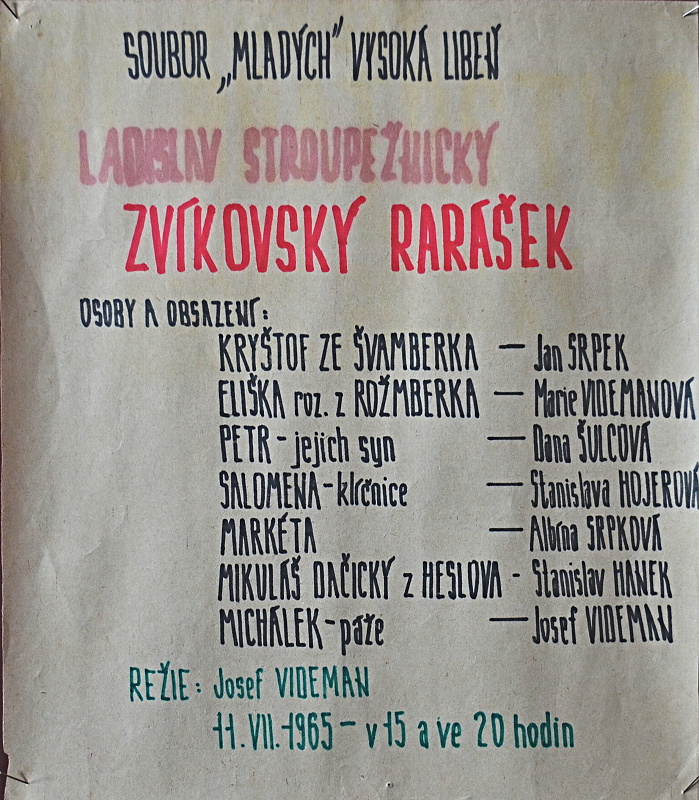 SOUBOR „MLADÝCH" VYSOKÁ LIBEŇ
LADISLAV STROUPEŽNICKÝ
ZVÍKOVSKÝ RARÁŠEK
OSOBY A OBSAZENÍ:
KRYŠTOF ZE ŠVAMBERKA — Jan SRPEK
ELIŠKA roz. z ROŽMBERKA — Marie VIDEMANOVÁ
PETR - jejich syn — Dana ŠULCOVÁ
SALOMENA - klíčnice — Stanislava HOJEROVÁ
MARKÉTA — Albína SRPKOVÁ
MIKULÁŠ DAČICKÝ z HESLOVA - Stanislav HANEK
MICHÁLEK - páže — Josef VIDEMAN
REŽIE: Josef VIDEMAN
11. VII. 1965 - v 15 a ve 20 hodin